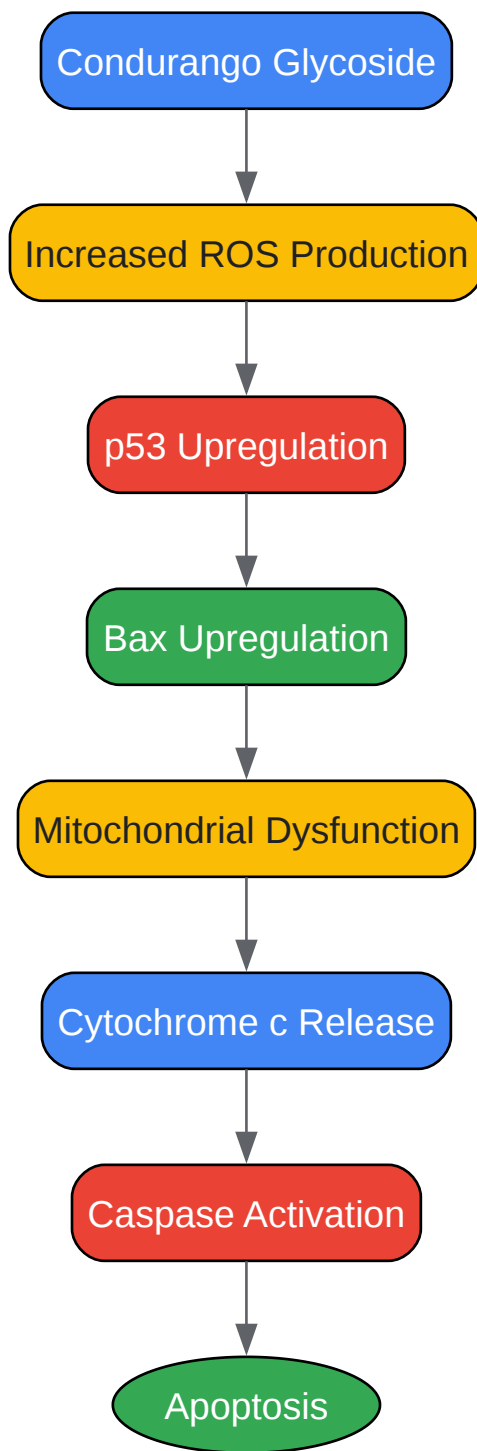 Condurango Glycoside
Increased ROS Production
p53 Upregulation
Bax Upregulation
Mitochondrial Dysfunction
Cytochrome c Release
Caspase Activation
Apoptosis